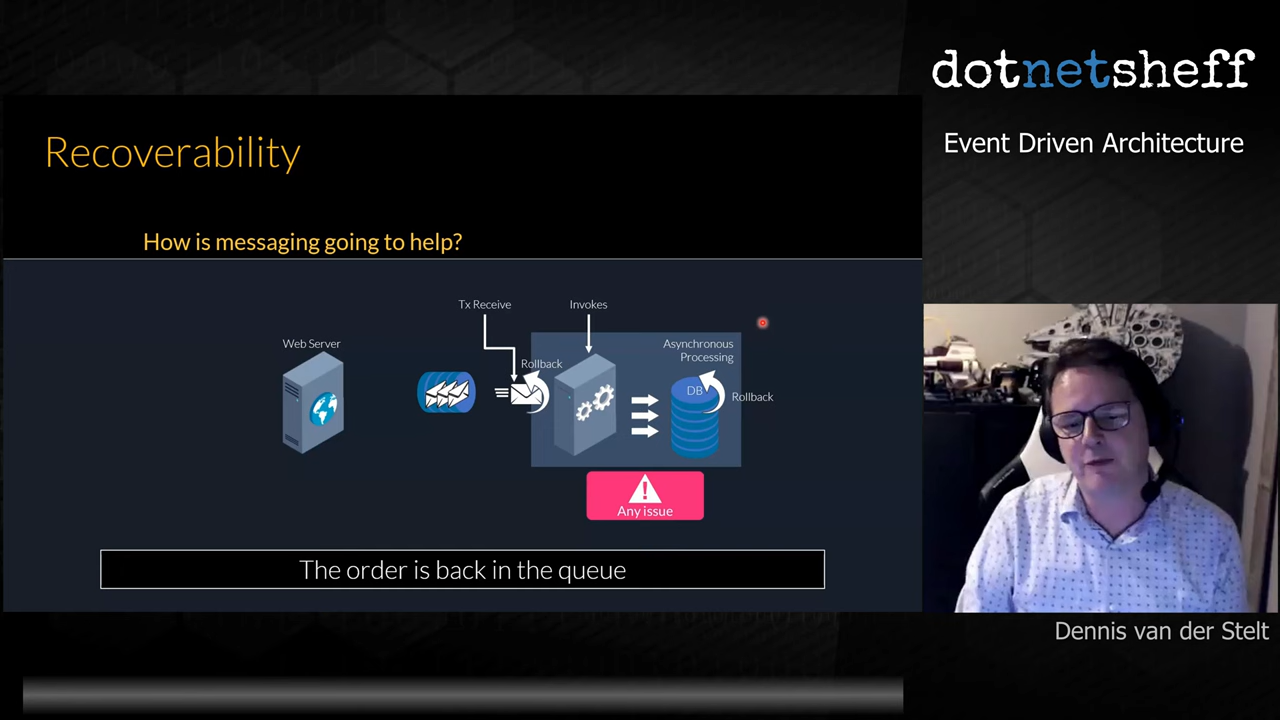 dotnetsheff
Event Driven Architecture
Recoverability
How is messaging going to help?
Tx Receive
Invokes
Web Server
Asynchronous
Processing
Rollback
DB
Rollback
Any issue
The order is back in the queue
Dennis van der Stelt